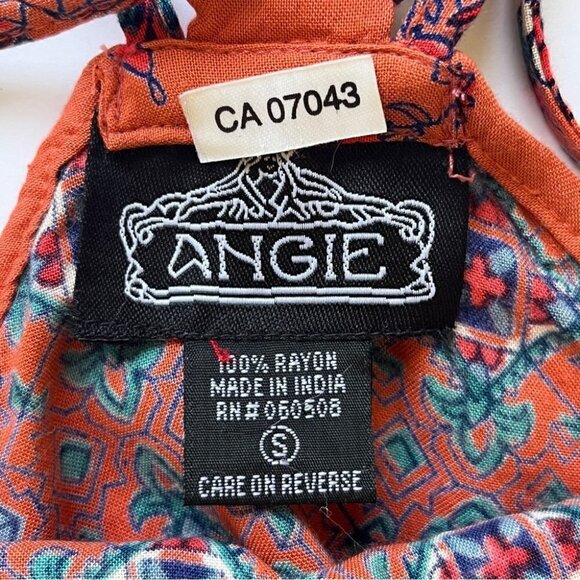 CA 07043
ANGIE
100% RAYON
MADE IN INDIA
RN# 060508
S
CARE ON REVERSE